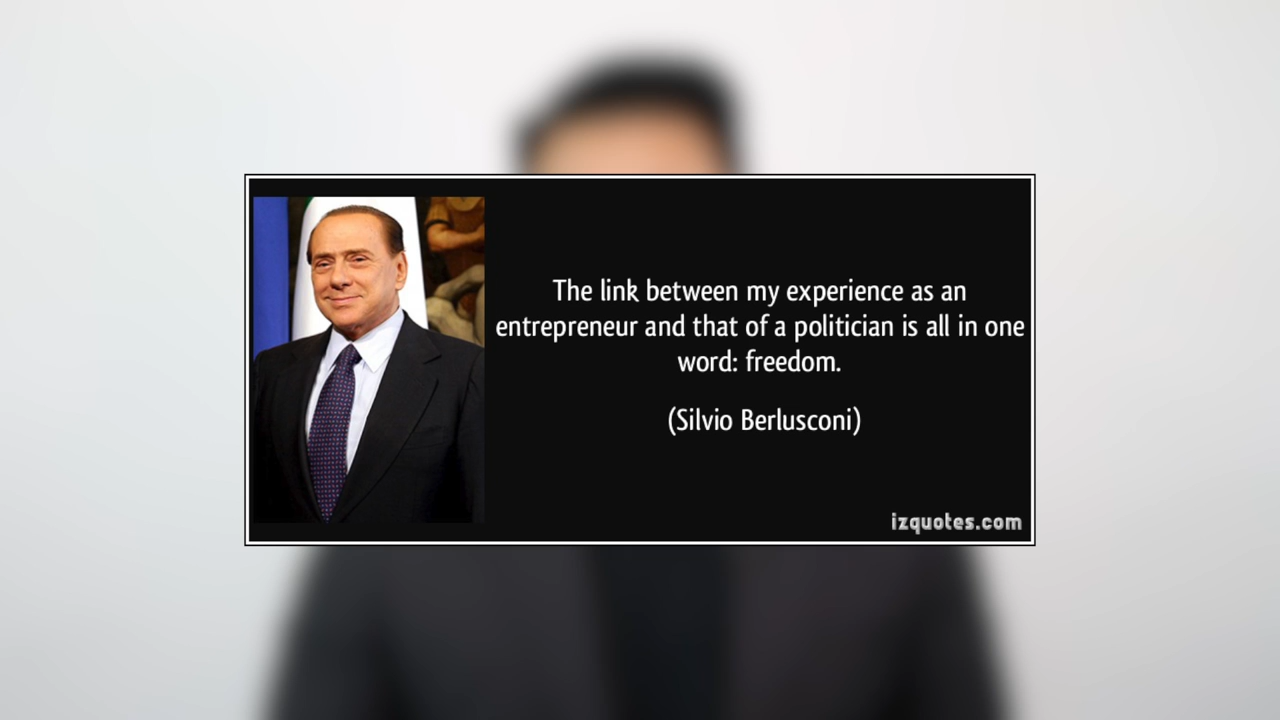 The link between my experience as an
entrepreneur and that of a politician is all in one
word: freedom.
(Silvio Berlusconi)
izquotes.com